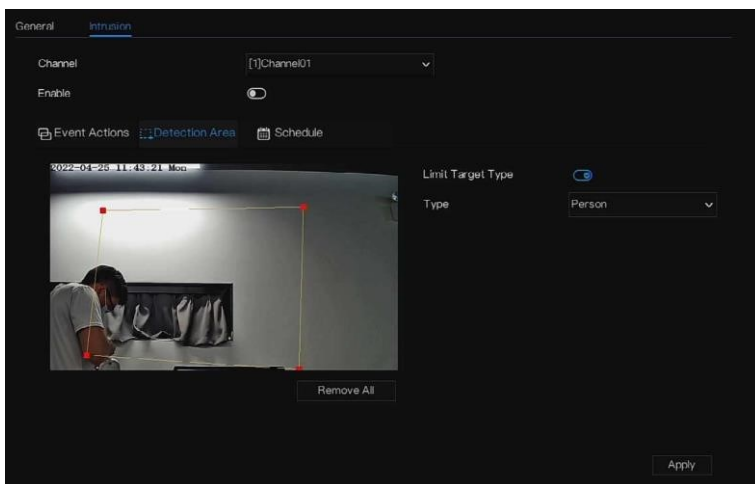 General Intrusion
Channel [1]Channel01
Enable
Event Actions Detection Area Schedule
2022-04-25 11:43:21 Mon
Limit Target Type
Type Person
Remove All
Apply